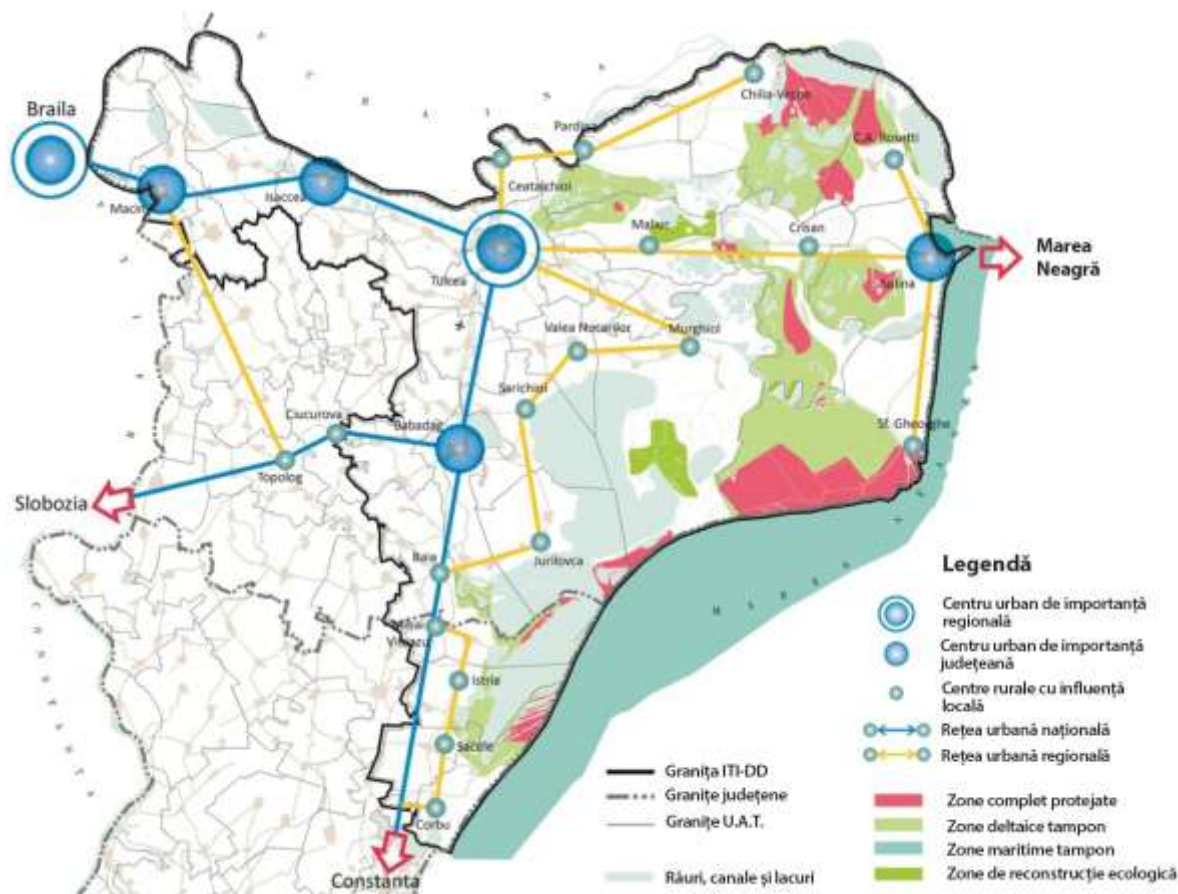 Braila
Macin
Isaccea
Tulcea
Ceatalchioi
Pardina
Chilia-Veche
C.A. Rosetti
Maliuc
Crisan
Sulina
Marea
Neagră
Valea Nucarilor
Murghiol
Sarichioi
Ciucurova
Babadag
Topolog
Slobozia
Sf. Gheorghe
Jurilovca
Baia
Istria
Sacele
Corbu
Constanta
Legendă
Centru urban de importanță
regională
Centru urban de importanță
județeană
Centre rurale cu influență
locală
Rețea urbană națională
Rețea urbană regională
Granița ITI-DD
Granițe județene
Granițe U.A.T.
Râuri, canale și lacuri
Zone complet protejate
Zone deltaice tampon
Zone maritime tampon
Zone de reconstrucție ecologică